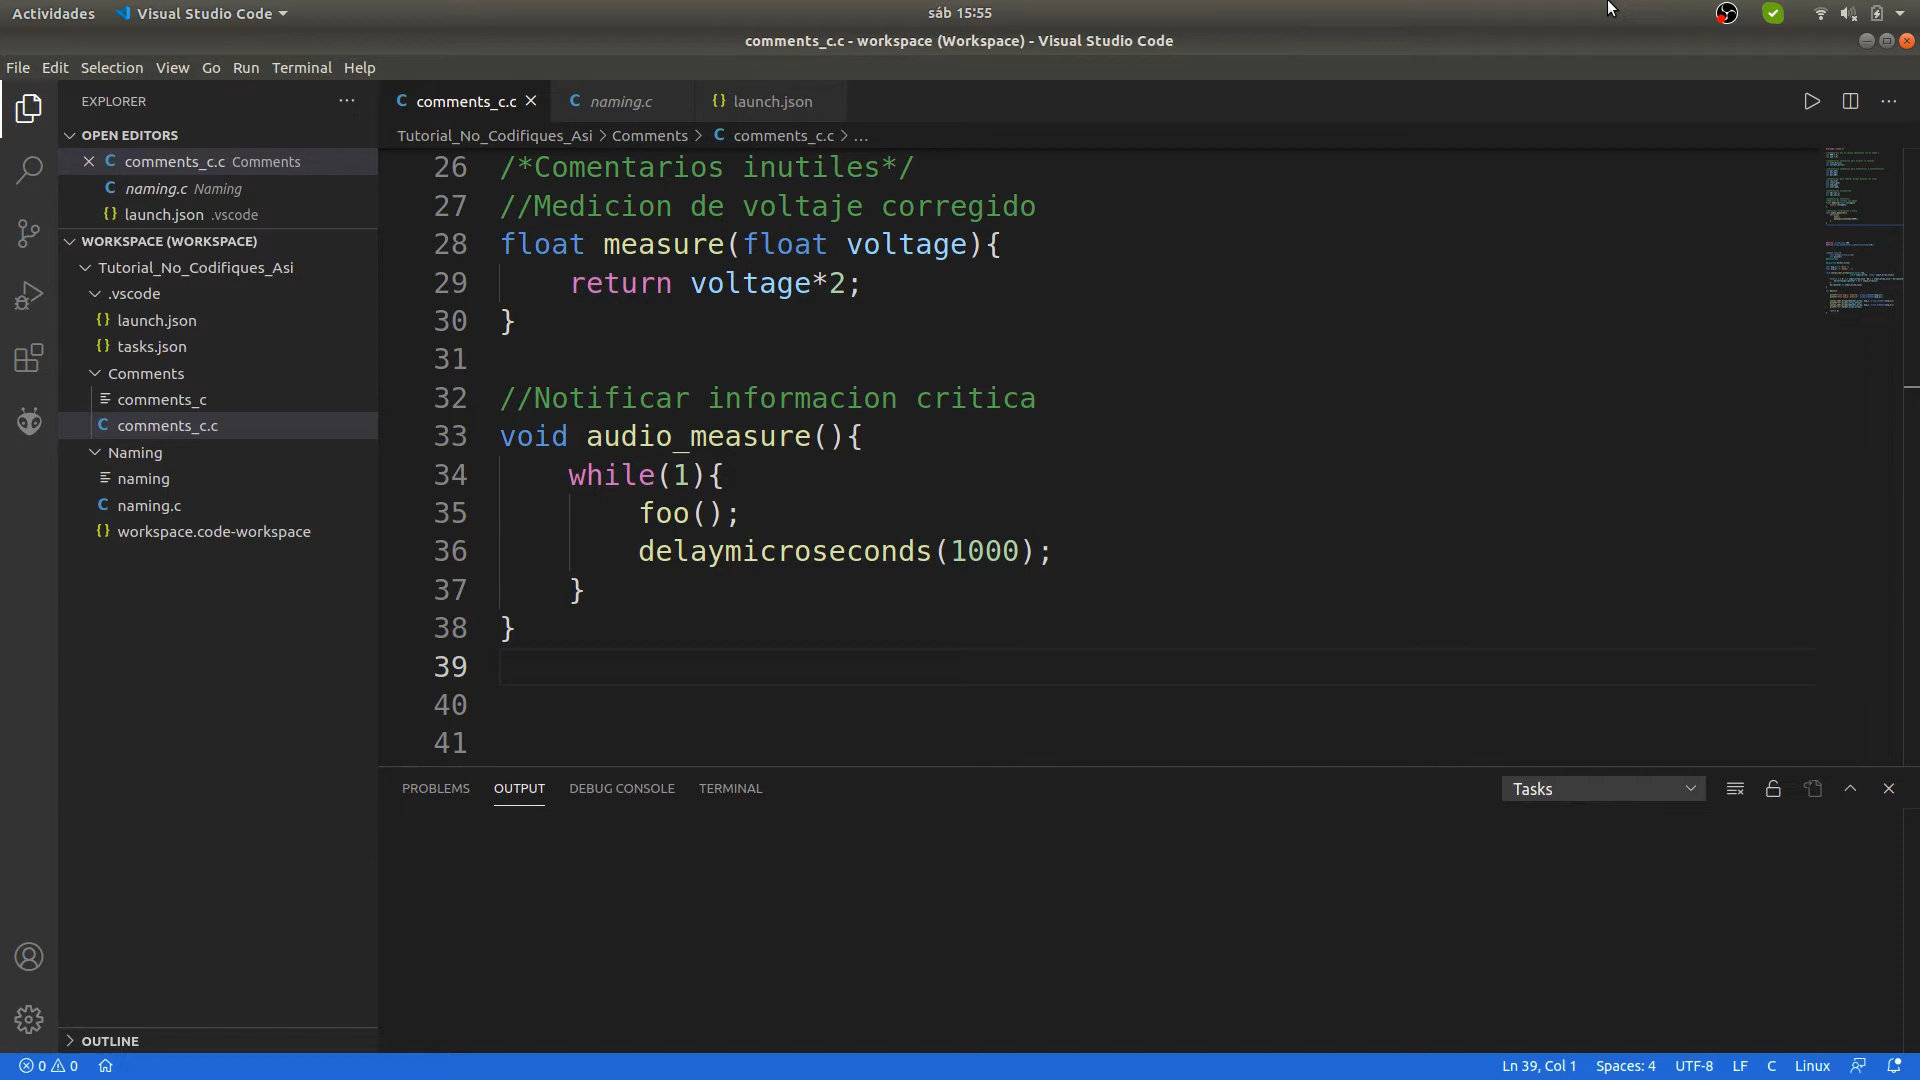 Actividades Visual Studio Code sáb 15:55
comments_c.c - workspace (Workspace) - Visual Studio Code
File Edit Selection View Go Run Terminal Help
EXPLORER
OPEN EDITORS
comments_c.c Comments
naming.c Naming
launch.json .vscode
WORKSPACE (WORKSPACE)
Tutorial_No_Codifiques_Asi
.vscode
launch.json
tasks.json
Comments
comments_c
comments_c.c
Naming
naming
naming.c
workspace.code-workspace
OUTLINE
comments_c.c naming.c launch.json
Tutorial_No_Codifiques_Asi > Comments > comments_c.c > ...
26 /*Comentarios inutiles*/
27 //Medicion de voltaje corregido
28 float measure(float voltage){
29 return voltage*2;
30 }
31
32 //Notificar informacion critica
33 void audio_measure(){
34 while(1){
35 foo();
36 delaymicroseconds(1000);
37 }
38 }
39
40
41
PROBLEMS OUTPUT DEBUG CONSOLE TERMINAL Tasks
0 0 Ln 39, Col 1 Spaces: 4 UTF-8 LF C Linux